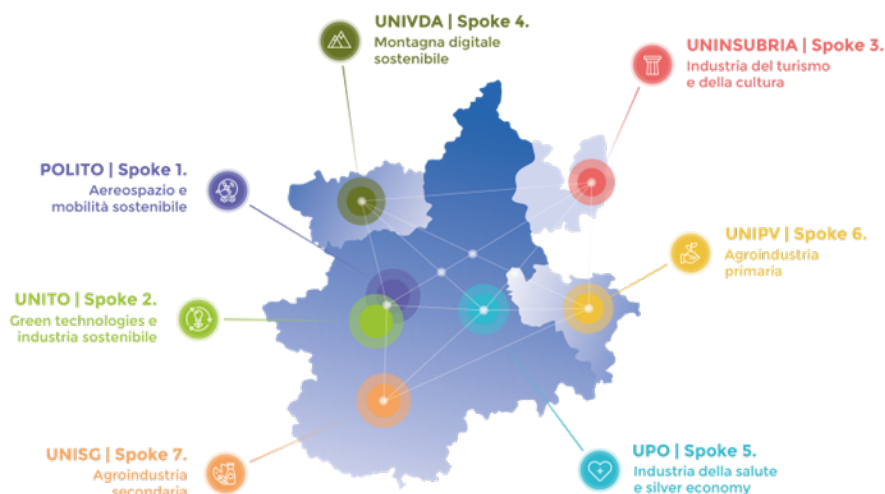 UNIVDA | Spoke 4.
Montagna digitale
sostenibile
UNINSUBRIA | Spoke 3.
Industria del turismo
e della cultura
POLITO | Spoke 1.
Aereospazio e
mobilità sostenibile
UNIPV | Spoke 6.
Agroindustria
primaria
UNITO | Spoke 2.
Green technologies e
industria sostenibile
UNISG | Spoke 7.
Agroindustria
secondaria
UPO | Spoke 5.
Industria della salute
e silver economy